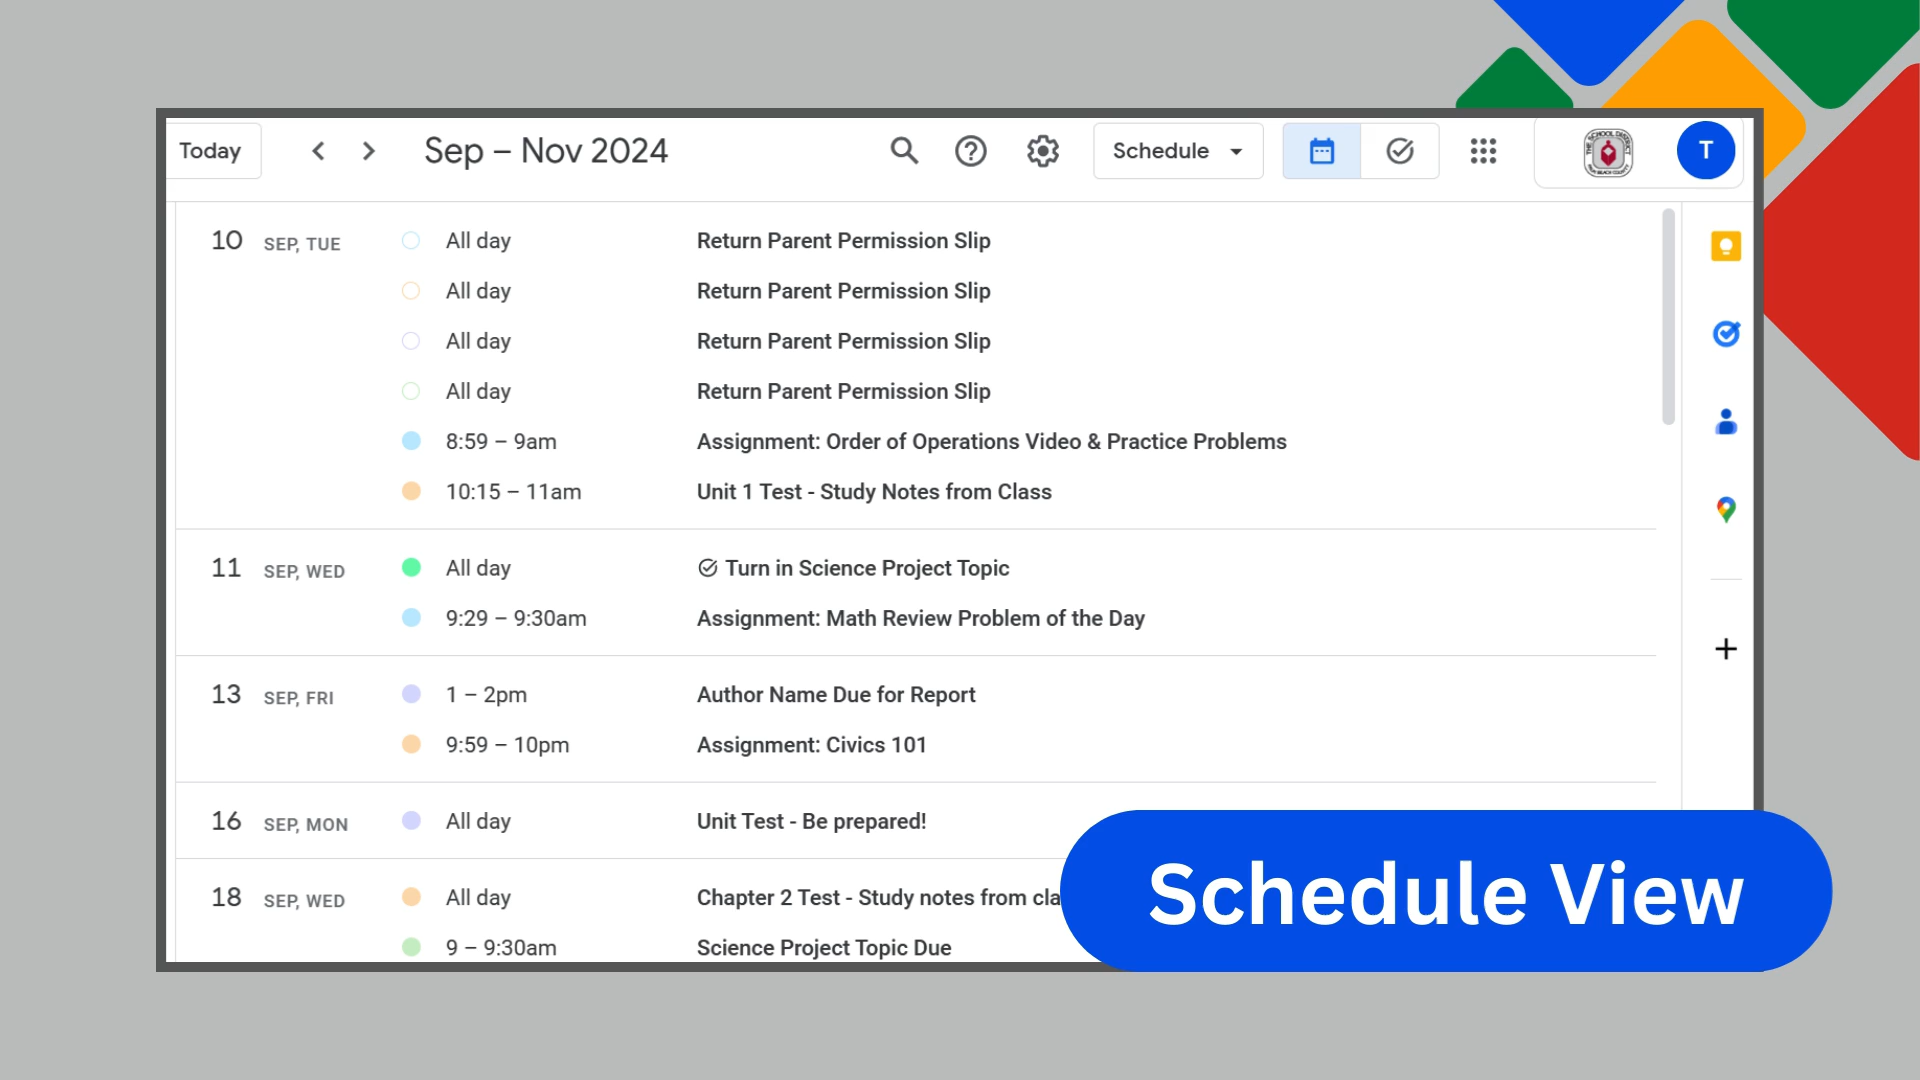 Today
Sep – Nov 2024
Schedule
THE SCHOOL DISTRICT
PALM BEACH COUNTY
T
10 SEP, TUE All day Return Parent Permission Slip
All day Return Parent Permission Slip
All day Return Parent Permission Slip
All day Return Parent Permission Slip
8:59 – 9am Assignment: Order of Operations Video & Practice Problems
10:15 – 11am Unit 1 Test - Study Notes from Class
11 SEP, WED All day Turn in Science Project Topic
9:29 – 9:30am Assignment: Math Review Problem of the Day
13 SEP, FRI 1 – 2pm Author Name Due for Report
9:59 – 10pm Assignment: Civics 101
16 SEP, MON All day Unit Test - Be prepared!
18 SEP, WED All day Chapter 2 Test - Study notes from cla
9 – 9:30am Science Project Topic Due
Schedule View